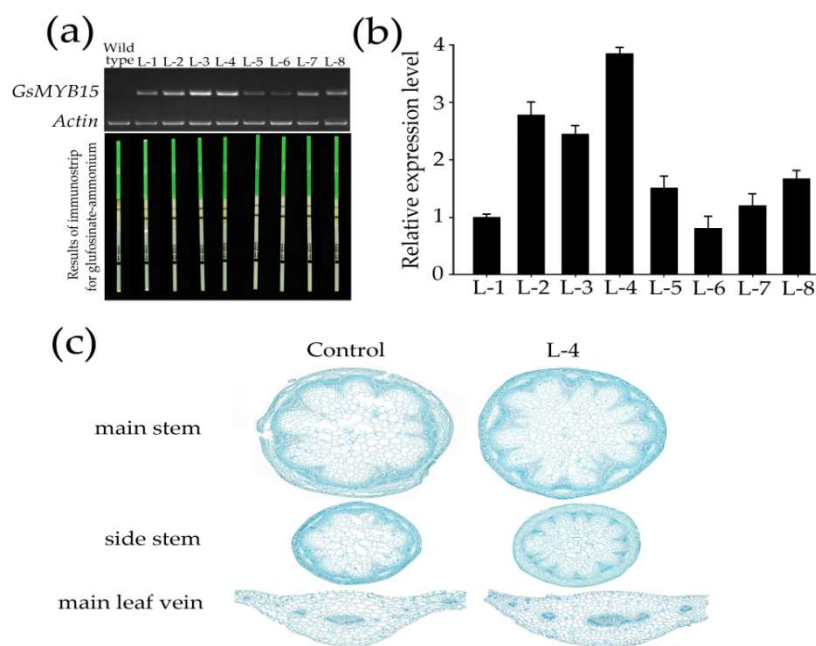 (a)
Wild
type L-1 L-2 L-3 L-4 L-5 L-6 L-7 L-8
GsMYB15
Actin
Results of immunostrip
for glufosinate-ammonium
(b)
Relative expression level
4
3
2
1
0
L-1 L-2 L-3 L-4 L-5 L-6 L-7 L-8
(c)
Control L-4
main stem
side stem
main leaf vein